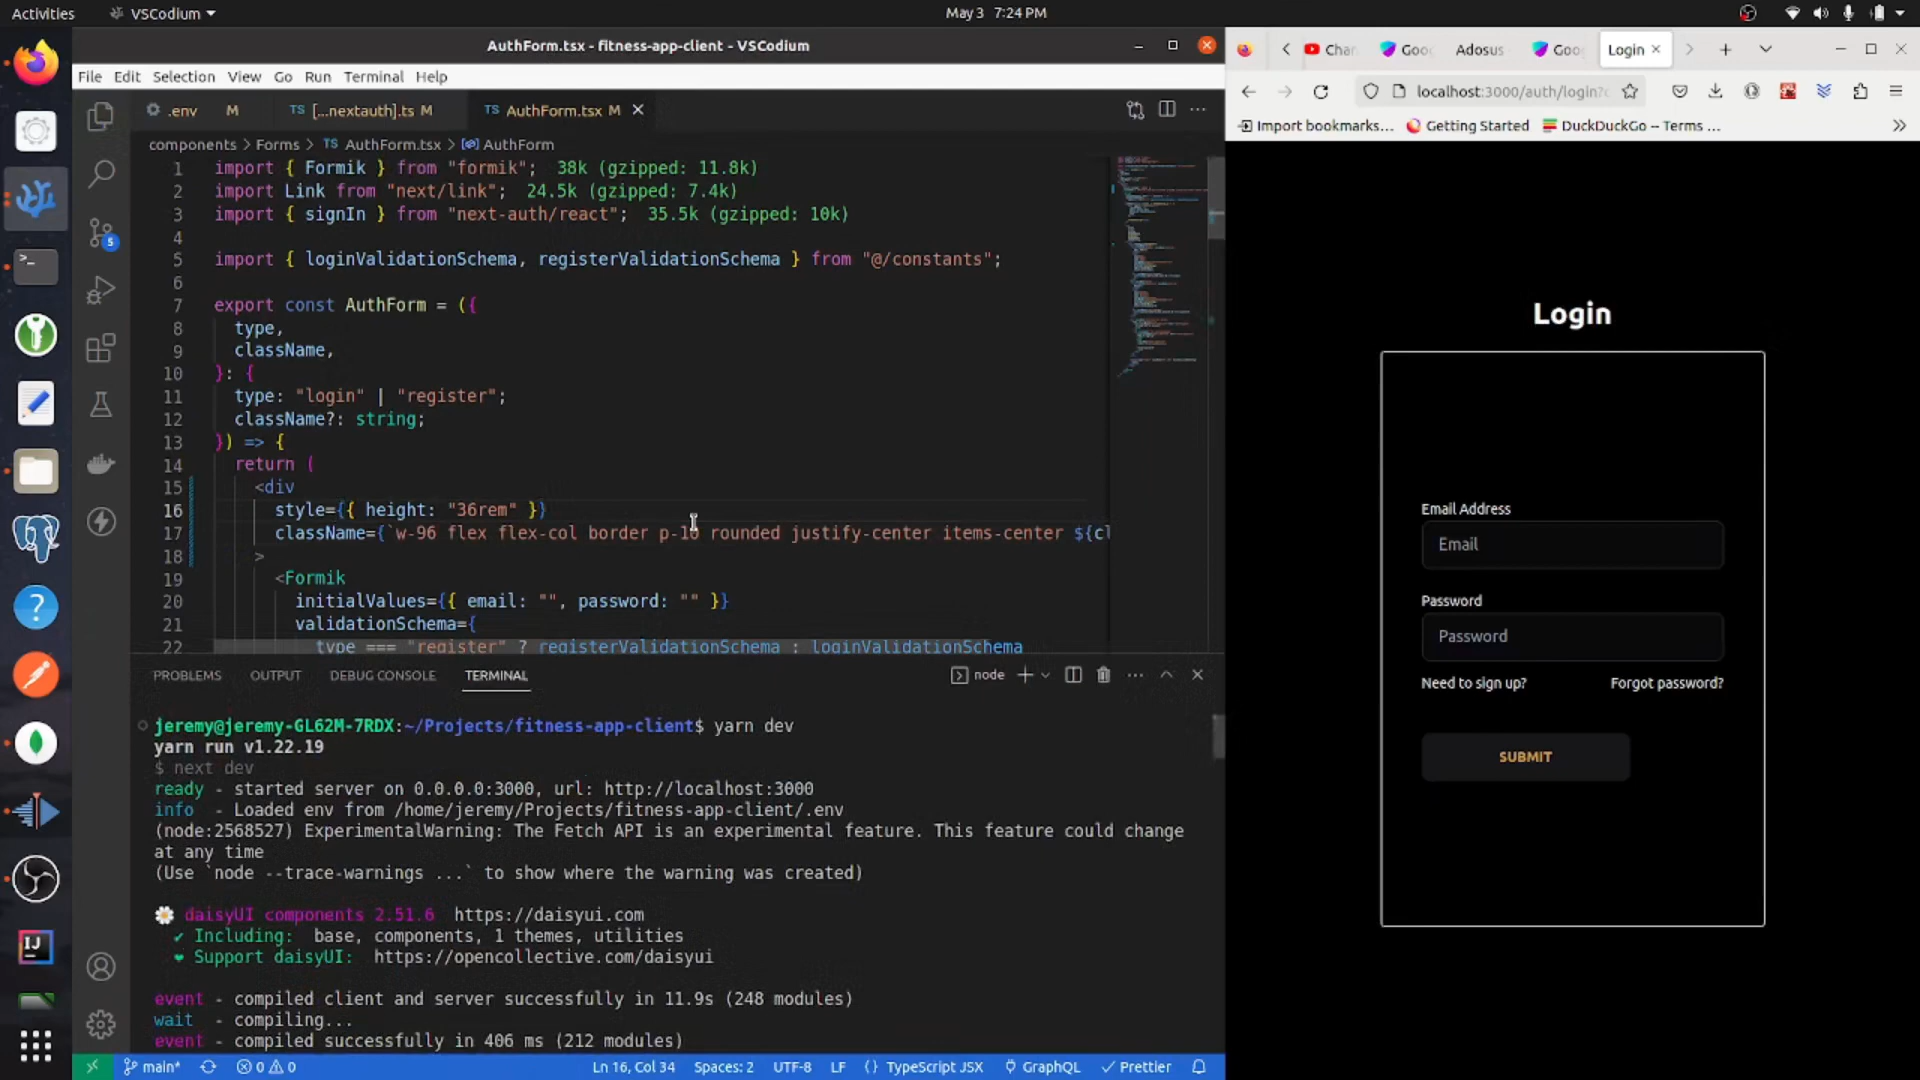 Activities
VSCodium
May 3 7:24 PM
AuthForm.tsx - fitness-app-client - VSCodium
File Edit Selection View Go Run Terminal Help
.env M
TS [...nextauth].ts M
TS AuthForm.tsx M
components > Forms > TS AuthForm.tsx > AuthForm
1 import { Formik } from "formik"; 38k (gzipped: 11.8k)
2 import Link from "next/link"; 24.5k (gzipped: 7.4k)
3 import { signIn } from "next-auth/react"; 35.5k (gzipped: 10k)
4
5 import { loginValidationSchema, registerValidationSchema } from "@/constants";
6
7 export const AuthForm = ({
8 type,
9 className,
10 }: {
11 type: "login" | "register";
12 className?: string;
13 }) => {
14 return (
15 <div
16 style={{ height: "36rem" }}
17 className={`w-96 flex flex-col border p-10 rounded justify-center items-center ${cl
18 >
19 <Formik
20 initialValues={{ email: "", password: "" }}
21 validationSchema={
22 type === "register" ? registerValidationSchema : loginValidationSchema
PROBLEMS OUTPUT DEBUG CONSOLE TERMINAL
node
jeremy@jeremy-GL62M-7RDX:~/Projects/fitness-app-client$ yarn dev
yarn run v1.22.19
$ next dev
ready - started server on 0.0.0.0:3000, url: http://localhost:3000
info - Loaded env from /home/jeremy/Projects/fitness-app-client/.env
(node:2568527) ExperimentalWarning: The Fetch API is an experimental feature. This feature could change
at any time
(Use `node --trace-warnings ...` to show where the warning was created)
daisyUI components 2.51.6 https://daisyui.com
✔ Including: base, components, 1 themes, utilities
❤ Support daisyUI: https://opencollective.com/daisyui
event - compiled client and server successfully in 11.9s (248 modules)
wait - compiling...
event - compiled successfully in 406 ms (212 modules)
5
IJ
main*
0 0
Ln 16, Col 34
Spaces: 2
UTF-8
LF
{} TypeScript JSX
GraphQL
Prettier
Char
Goo
Adosus
Goo
Login
localhost:3000/auth/login?c
Import bookmarks...
Getting Started
DuckDuckGo -- Terms ...
Login
Email Address
Email
Password
Password
Need to sign up?
Forgot password?
SUBMIT